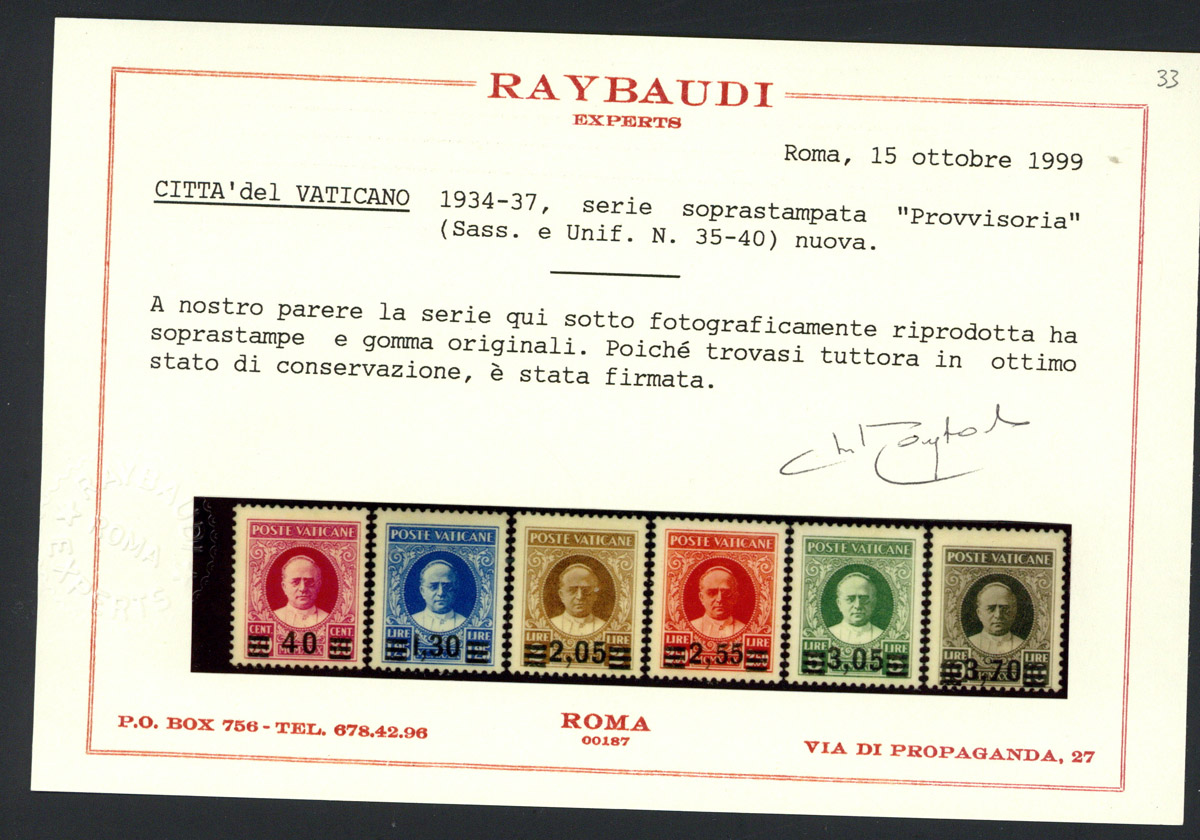 33
RAYBAUDI
EXPERTS
Roma, 15 ottobre 1999
CITTA'del VATICANO 1934-37, serie soprastampata "Provvisoria"
(Sass. e Unif. N. 35-40) nuova.
A nostro parere la serie qui sotto fotograficamente riprodotta ha
soprastampe e gomma originali. Poiché trovasi tuttora in ottimo
stato di conservazione, è stata firmata.
RAYBAUDI
ROMA
EXPERTS
POSTE VATICANE POSTE VATICANE POSTE VATICANE POSTE VATICANE POSTE VATICANE POSTE VATICANE
CENT. CENT. LIRE LIRE LIRE LIRE LIRE LIRE LIRE LIRE LIRE LIRE
40 1,30 2,05 2,55 3,05 3,70
P.O. BOX 756 - TEL. 678.42.96
ROMA
00187
VIA DI PROPAGANDA, 27